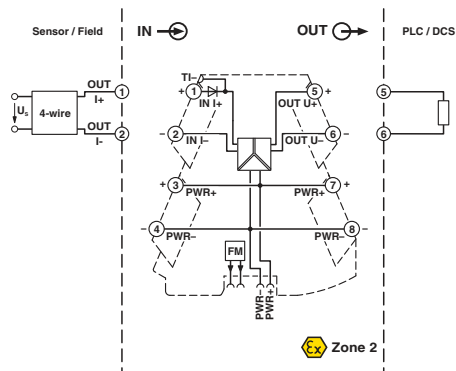 Sensor / Field
IN
OUT
PLC / DCS
TI–
OUT
1
I+
+
1
IN I+
5
+
OUT U+
5
Us
4-wire
OUT
2
I-
–
2
IN I–
OUT U–
6
–
6
+
3
PWR+
PWR+
7
+
–
4
PWR–
PWR–
8
–
FM
PWR–
PWR+
Ex
Zone 2